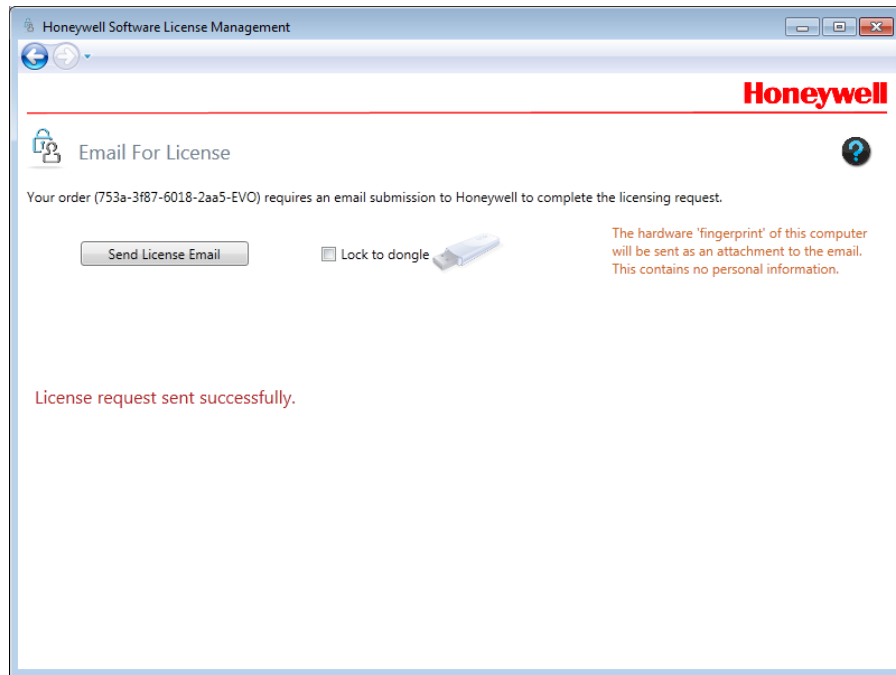 Honeywell Software License Management
Honeywell
Email For License
Your order (753a-3f87-6018-2aa5-EVO) requires an email submission to Honeywell to complete the licensing request.
Send License Email
Lock to dongle
The hardware 'fingerprint' of this computer
will be sent as an attachment to the email.
This contains no personal information.
License request sent successfully.